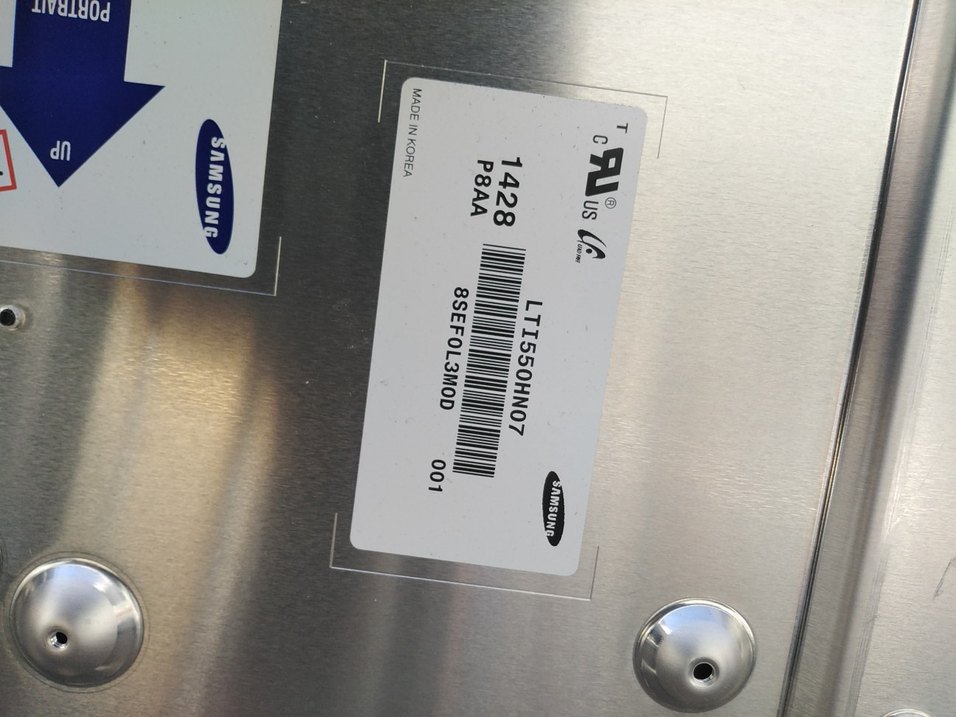 PORTRAIT
UP
SAMSUNG
MADE IN KOREA
T
C
US
®
1428
P8AA
LTI550HN07
8SEF0L3M0D
001
SAMSUNG